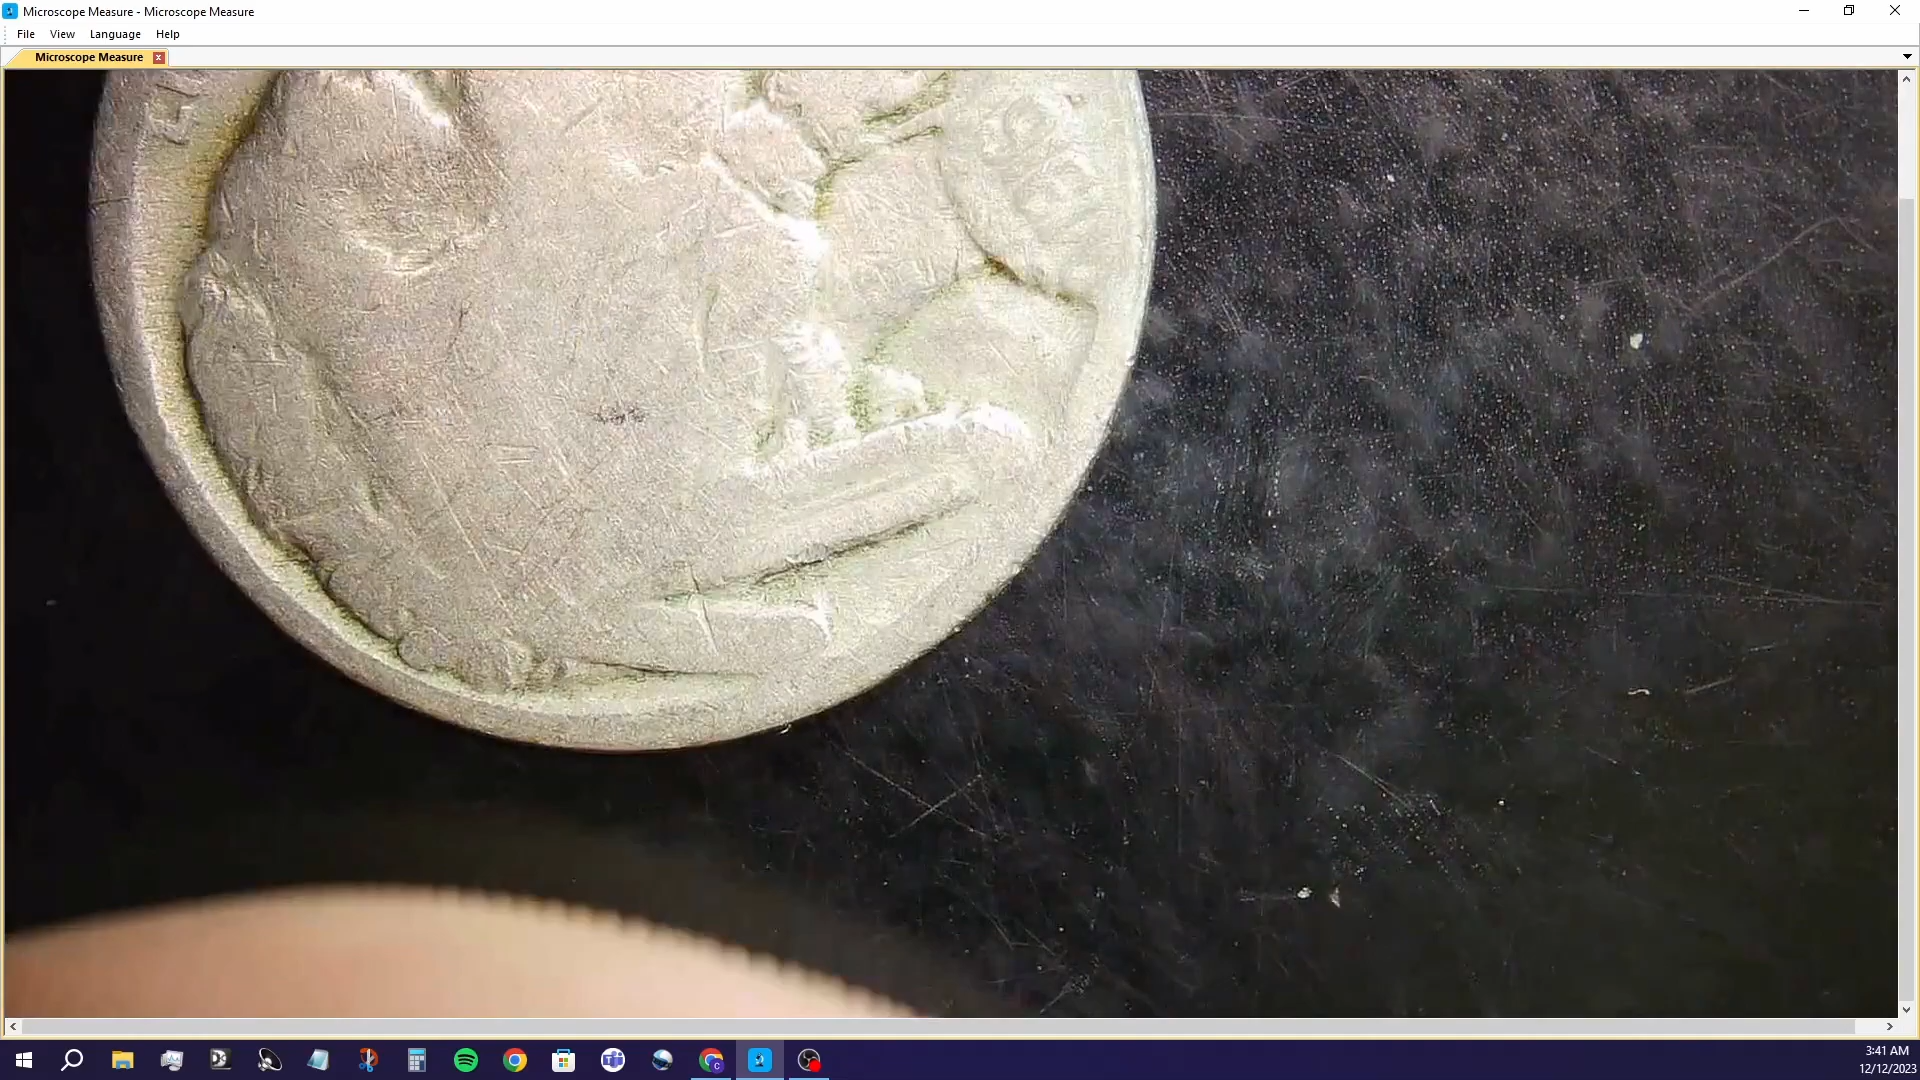 Microscope Measure - Microscope Measure
File View Language Help
Microscope Measure
3:41 AM
12/12/2023